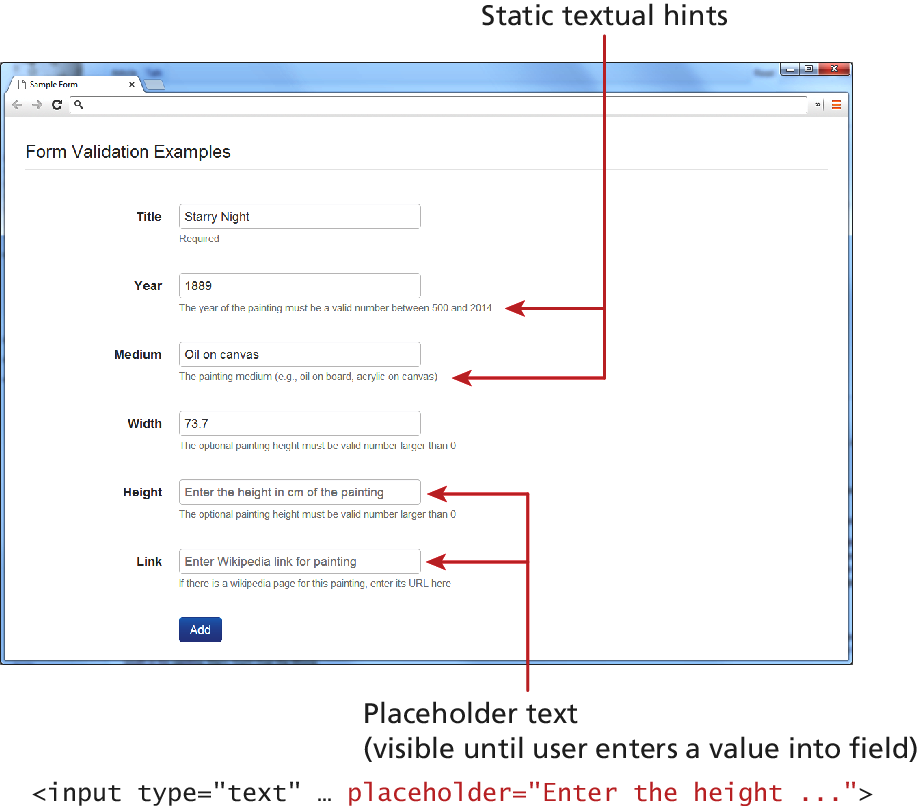 Static textual hints
Sample Form
Form Validation Examples
Title
Starry Night
Required
Year
1889
The year of the painting must be a valid number between 500 and 2014
Medium
Oil on canvas
The painting medium (e.g., oil on board, acrylic on canvas)
Width
73.7
The optional painting height must be valid number larger than 0
Height
Enter the height in cm of the painting
The optional painting height must be valid number larger than 0
Link
Enter Wikipedia link for painting
If there is a wikipedia page for this painting, enter its URL here
Add
Placeholder text
(visible until user enters a value into field)
<input type="text" … placeholder="Enter the height ...">